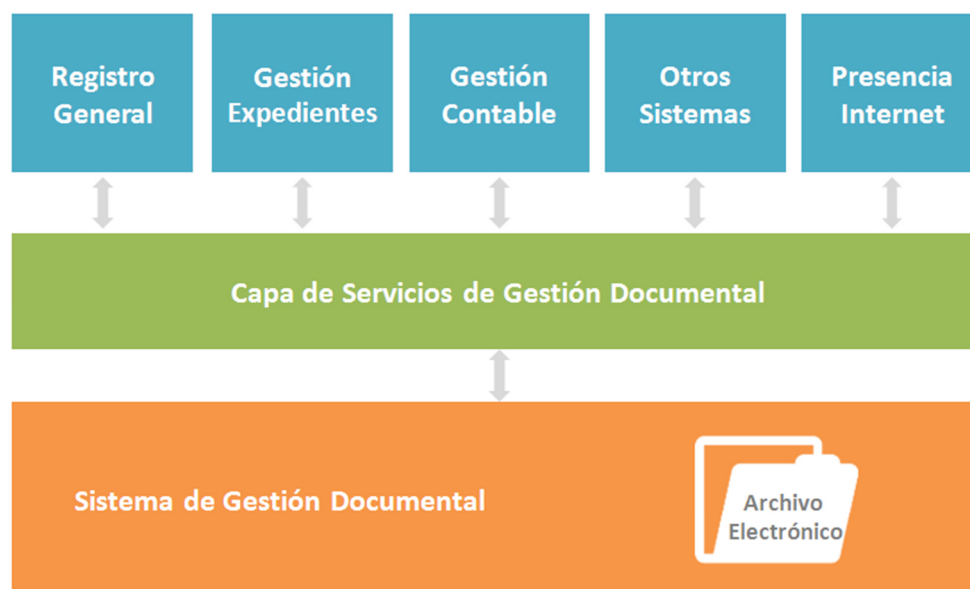 Registro
General
Gestión
Expedientes
Gestión
Contable
Otros
Sistemas
Presencia
Internet
Capa de Servicios de Gestión Documental
Sistema de Gestión Documental
Archivo
Electrónico